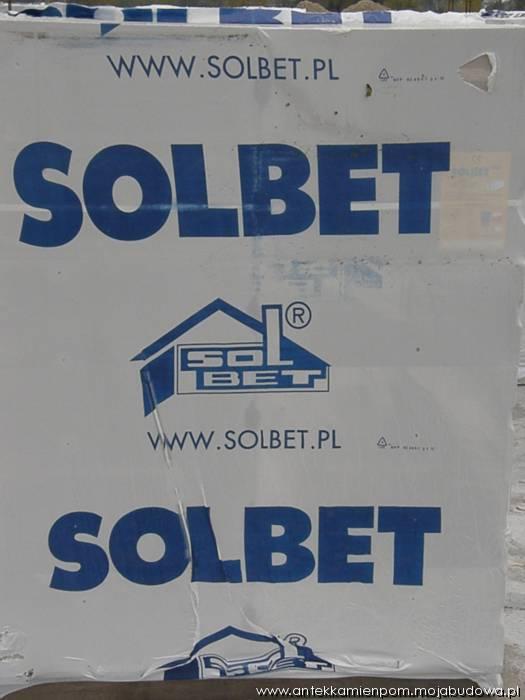 WWW.SOLBET.PL
SOLBET
SOL
BET
®
WWW.SOLBET.PL
SOLBET
®
www.antekkamienpom.mojabudowa.pl